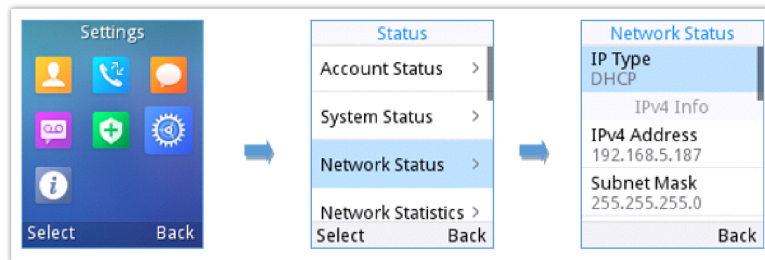 Settings
Select Back
Status
Account Status
System Status
Network Status
Network Statistics
Select Back
Network Status
IP Type
DHCP
IPv4 Info
IPv4 Address
192.168.5.187
Subnet Mask
255.255.255.0
Back